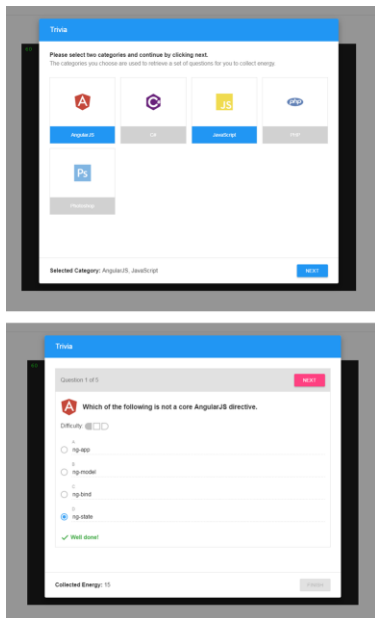 Trivia
Please select two categories and continue by clicking next.
The categories you choose are used to retrieve a set of questions for you to collect energy.
A
C
JS
php
AngularJS
C#
JavaScript
PHP
Ps
Photoshop
Selected Category: AngularJS, JavaScript
NEXT
Trivia
Question 1 of 5
NEXT
A
Which of the following is not a core AngularJS directive.
Difficulty:
A
ng-app
B
ng-model
C
ng-bind
D
ng-state
Well done!
Collected Energy: 15